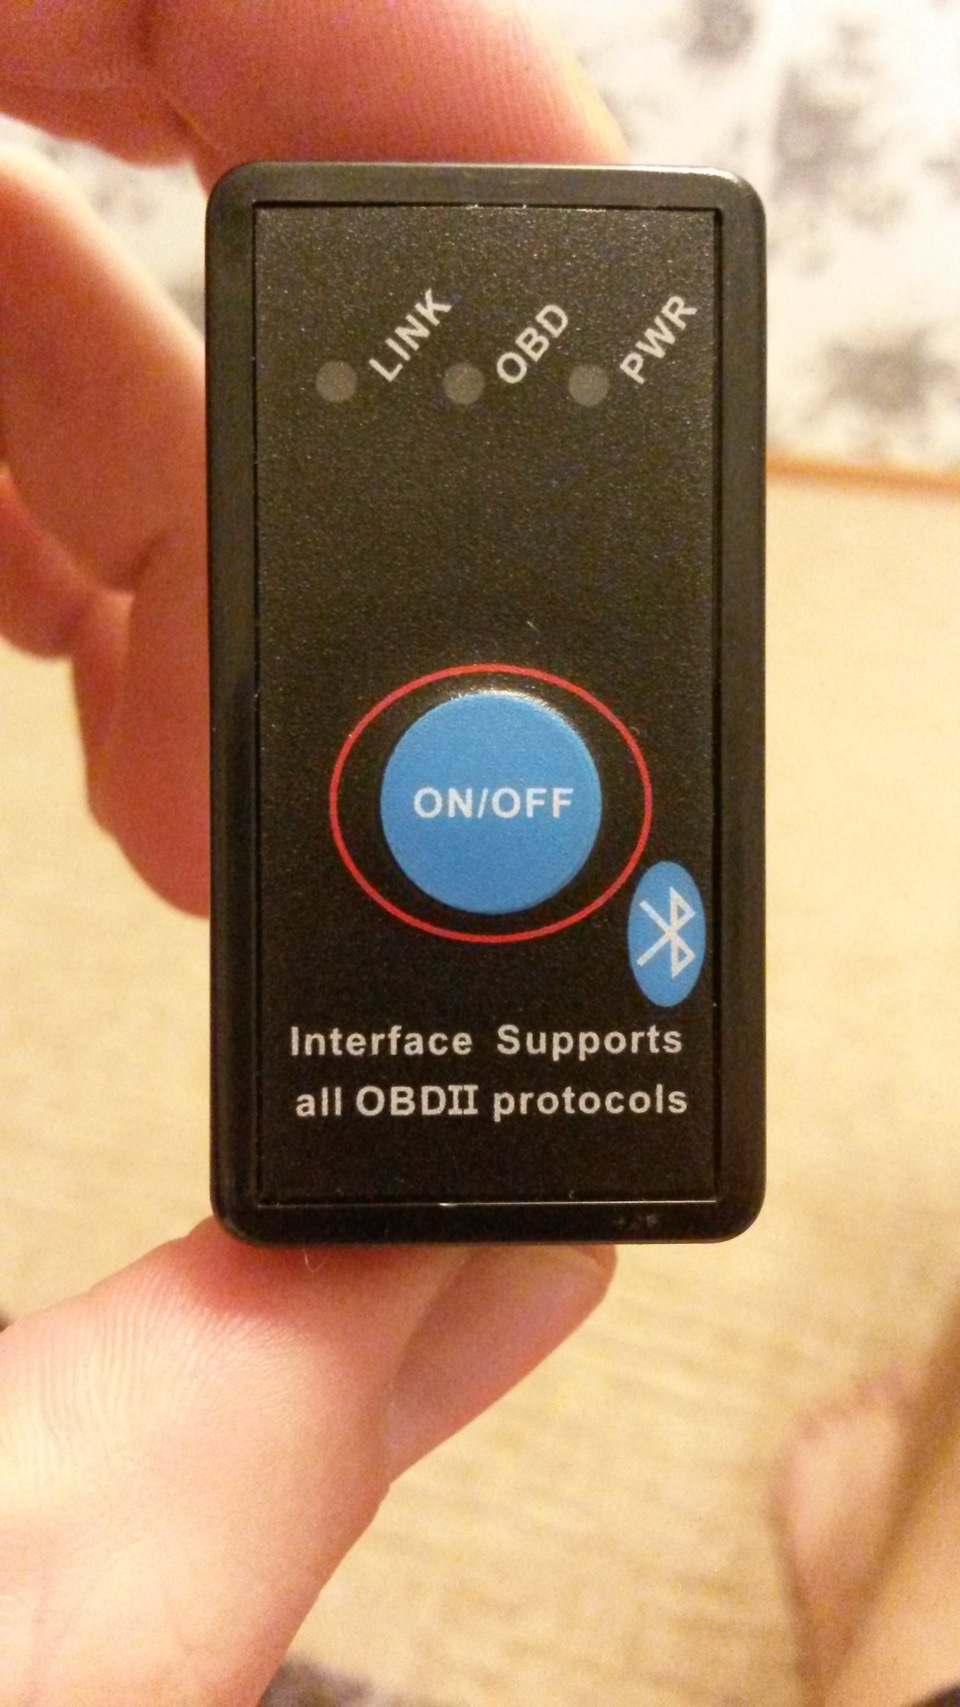 LINK OBD PWR
ON/OFF
Interface Supports
all OBDII protocols